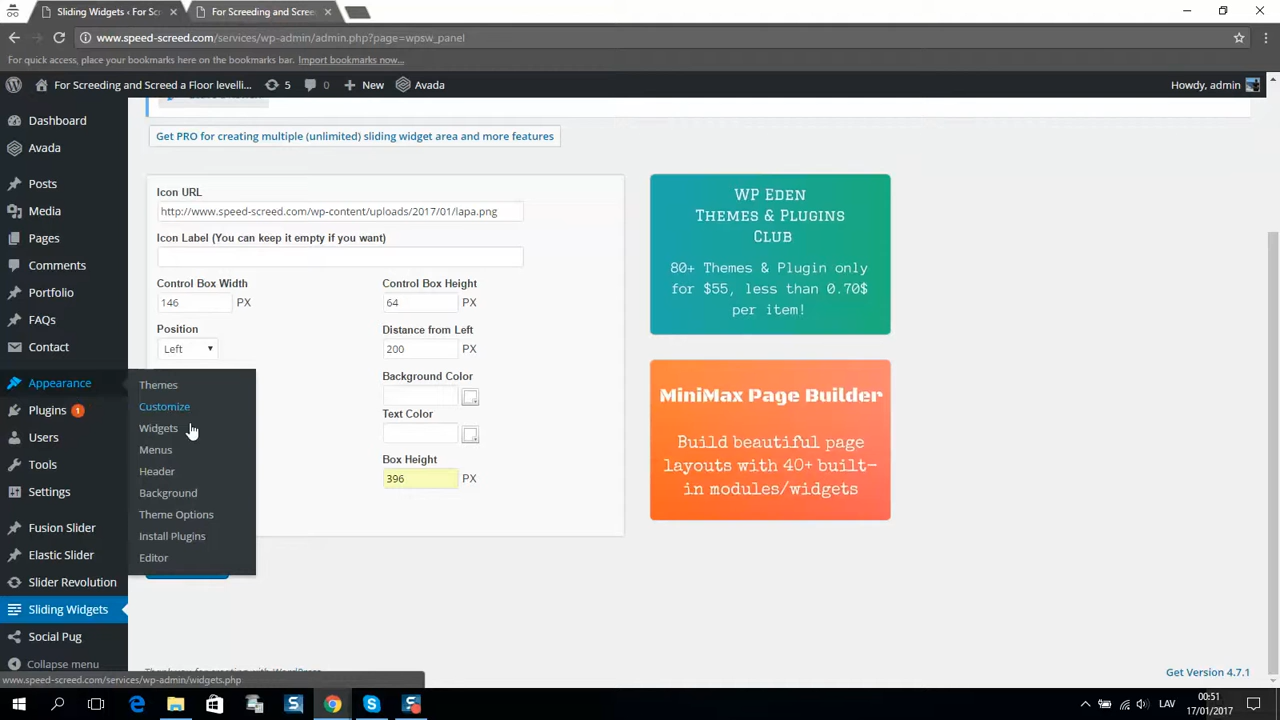 Sliding Widgets ‹ For Scr
For Screeding and Scree
www.speed-screed.com/services/wp-admin/admin.php?page=wpsw_panel
For quick access, place your bookmarks here on the bookmarks bar. Import bookmarks now...
For Screeding and Screed a Floor levelli...
5
0
New
Avada
Howdy, admin
Dashboard
Avada
Posts
Media
Pages
Comments
Portfolio
FAQs
Contact
Appearance
Plugins 1
Users
Tools
Settings
Fusion Slider
Elastic Slider
Slider Revolution
Sliding Widgets
Social Pug
Collapse menu
Themes
Customize
Widgets
Menus
Header
Background
Theme Options
Install Plugins
Editor
Get PRO for creating multiple (unlimited) sliding widget area and more features
Icon URL
http://www.speed-screed.com/wp-content/uploads/2017/01/lapa.png
Icon Label (You can keep it empty if you want)
Control Box Width
146 PX
Control Box Height
64 PX
Position
Left
Distance from Left
200 PX
Background Color
Text Color
Box Height
396 PX
WP Eden
Themes & Plugins
Club
80+ Themes & Plugin only
for $55, less than 0.70$
per item!
MiniMax Page Builder
Build beautiful page
layouts with 40+ built-
in modules/widgets
Get Version 4.7.1
www.speed-screed.com/services/wp-admin/widgets.php
LAV
00:51
17/01/2017